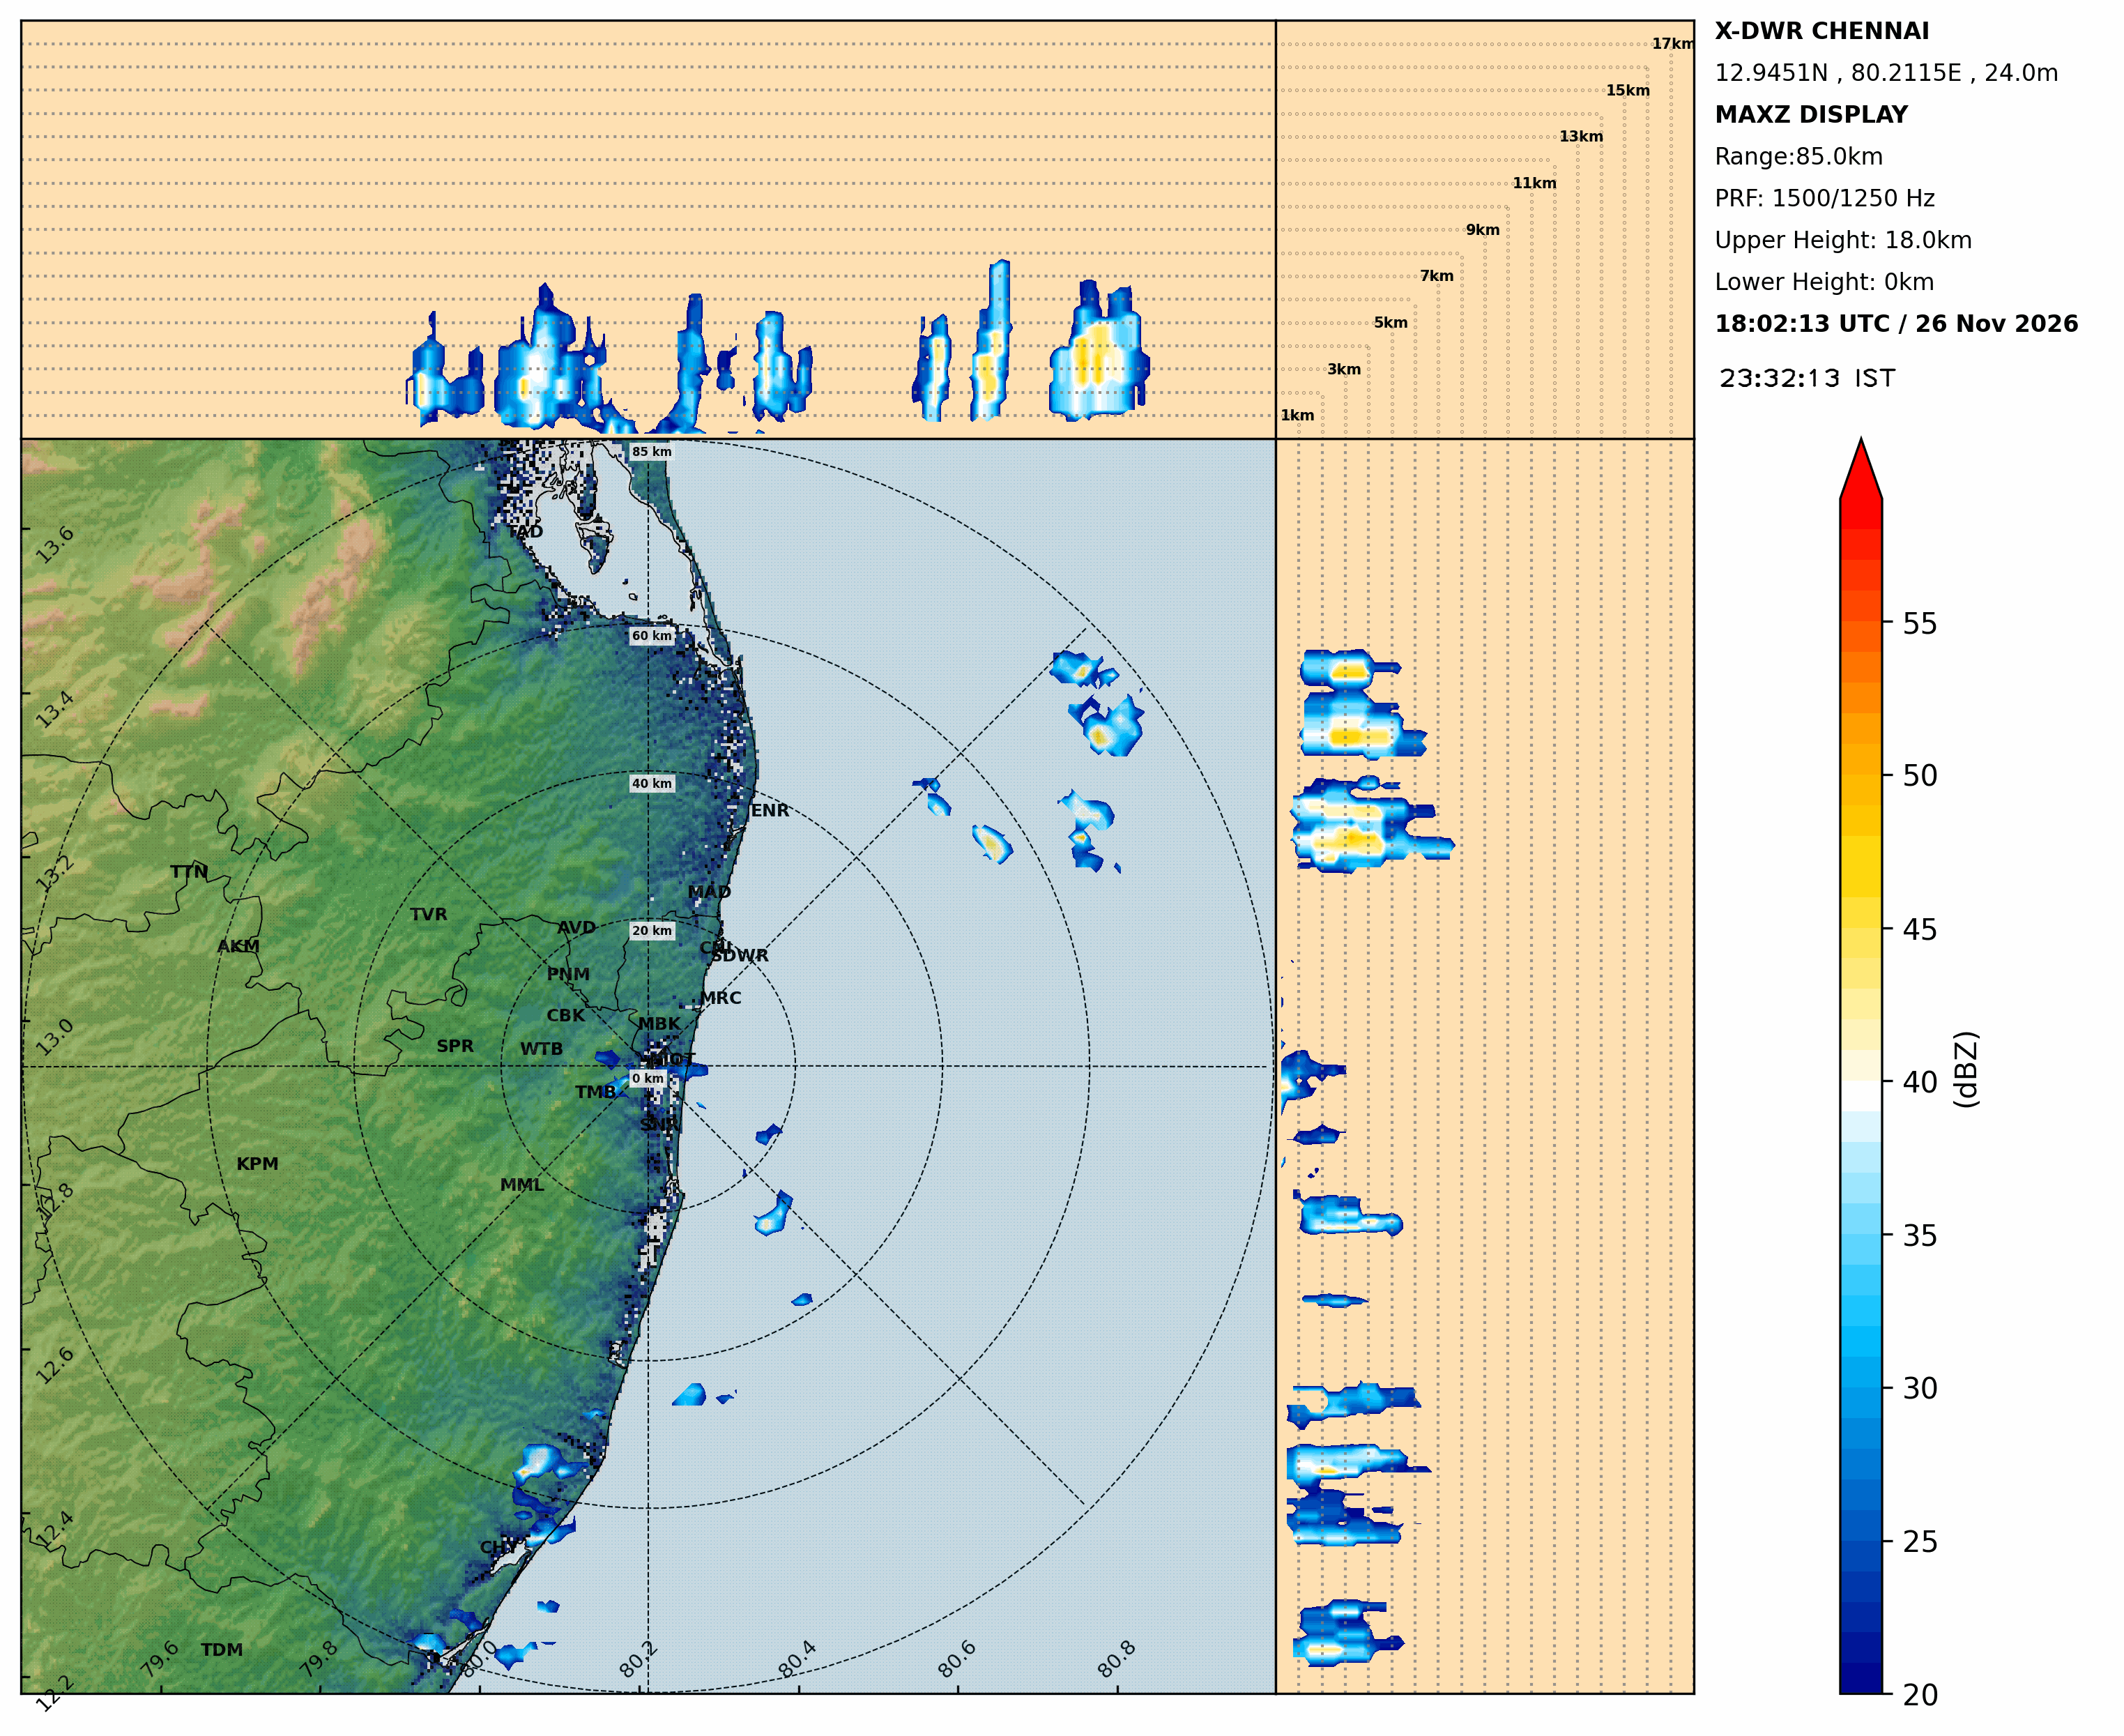 X-DWR CHENNAI
12.9451N , 80.2115E , 24.0m
MAXZ DISPLAY
Range:85.0km
PRF: 1500/1250 Hz
Upper Height: 18.0km
Lower Height: 0km
18:02:13 UTC / 26 Nov 2026
23:32:13 IST
17km
15km
13km
11km
9km
7km
5km
3km
1km
85 km
TAD
13.6
60 km
13.4
40 km
ENR
13.2
TTN
MAD
TVR
AVD
20 km
AKM
CNI
SDWR
PNM
MRC
CBK
MBK
13.0
SPR
WTB
0 km
TMB
SNR
KPM
MML
12.8
12.6
12.4
CHY
TDM
79.6
79.8
80.0
80.2
80.4
80.6
80.8
12.2
55
50
45
40
35
30
25
20
(dBZ)